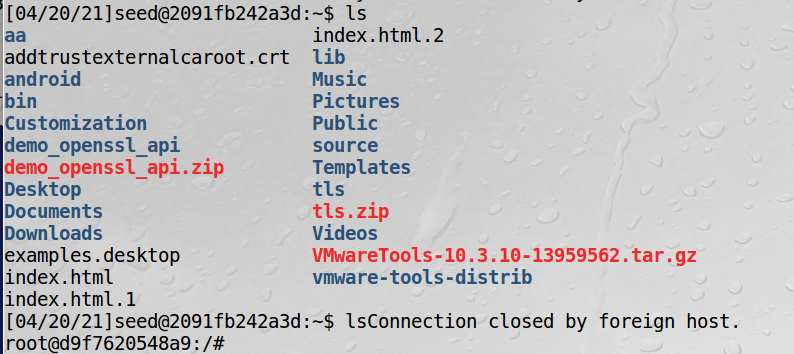 [04/20/21]seed@2091fb242a3d:~$ ls
aa index.html.2
addtrustexternalcaroot.crt lib
android Music
bin Pictures
Customization Public
demo_openssl_api source
demo_openssl_api.zip Templates
Desktop tls
Documents tls.zip
Downloads Videos
examples.desktop VMwareTools-10.3.10-13959562.tar.gz
index.html vmware-tools-distrib
index.html.1
[04/20/21]seed@2091fb242a3d:~$ lsConnection closed by foreign host.
root@d9f7620548a9:/#